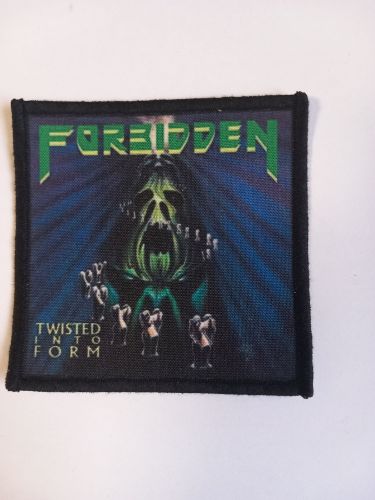 FORBIDDEN
TWISTED
INTO
FORM